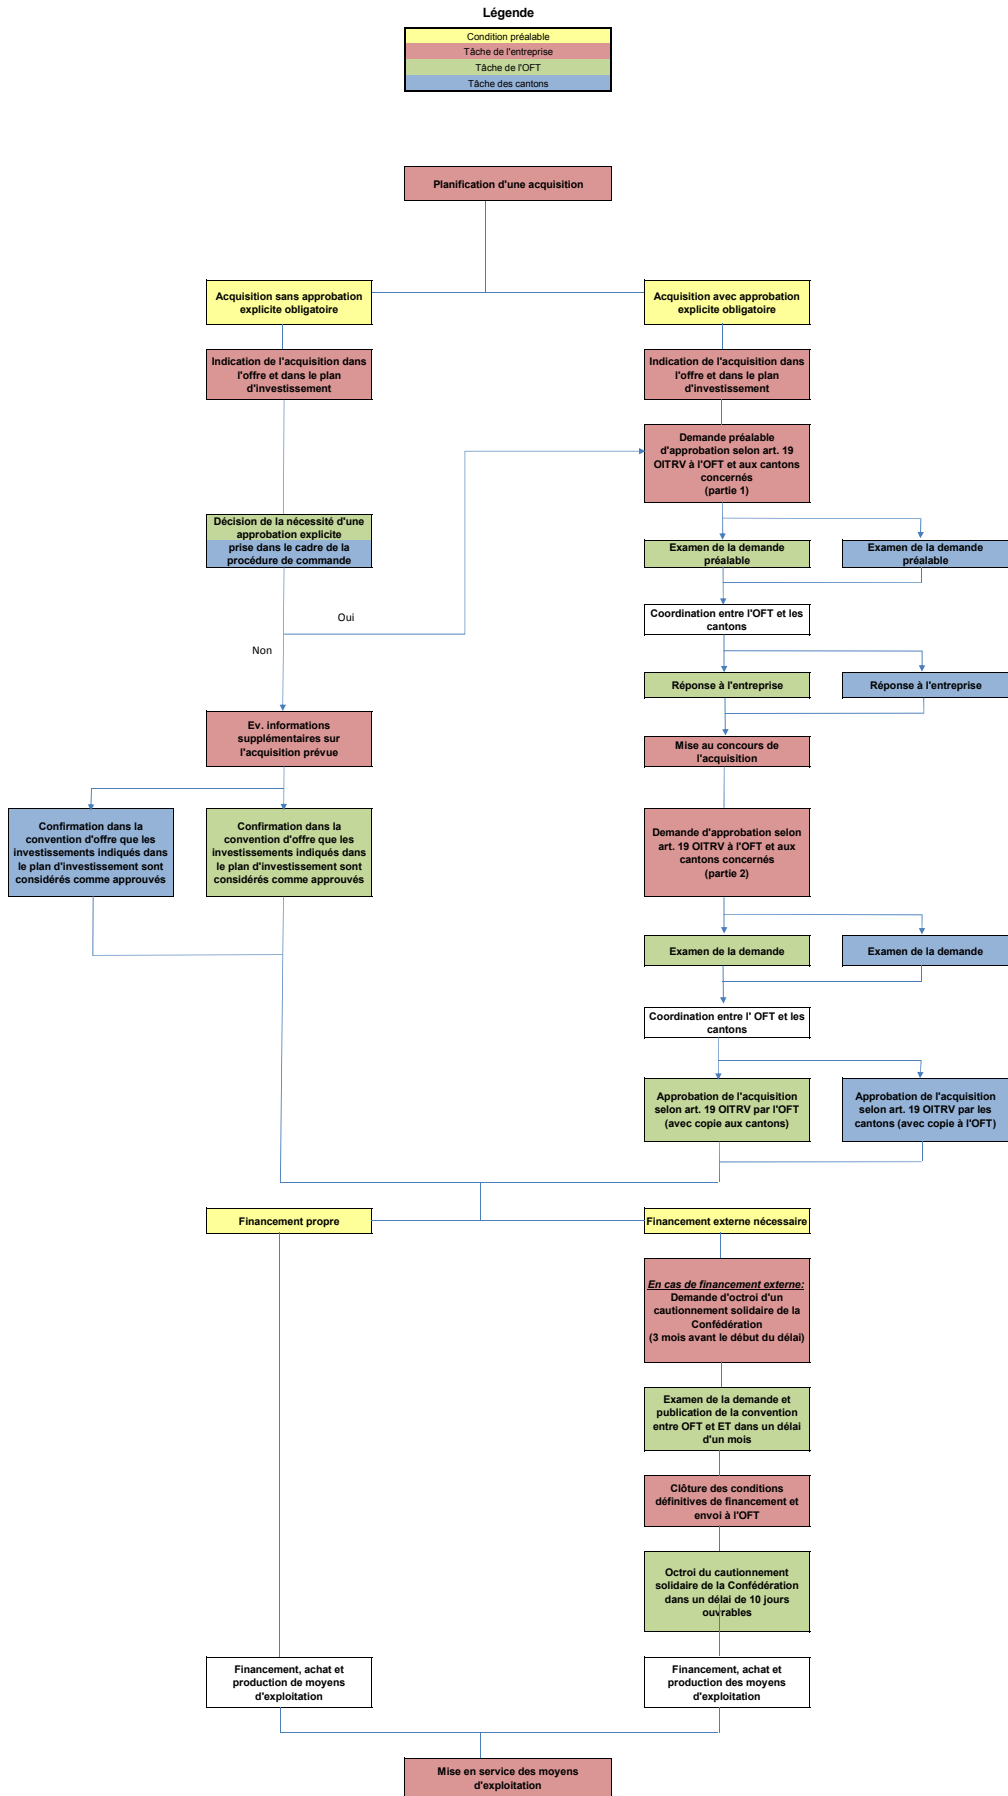 Légende
Condition préalable
Tâche de l'entreprise
Tâche de l'OFT
Tâche des cantons
Planification d'une acquisition
Acquisition sans approbation
explicite obligatoire
Acquisition avec approbation
explicite obligatoire
Indication de l'acquisition dans
l'offre et dans le plan
d'investissement
Indication de l'acquisition dans
l'offre et dans le plan
d'investissement
Demande préalable
d'approbation selon art. 19
OITRV à l'OFT et aux cantons
concernés
(partie 1)
Décision de la nécessité d'une
approbation explicite
prise dans le cadre de la
procédure de commande
Examen de la demande
préalable
Examen de la demande
préalable
Oui
Coordination entre l'OFT et les
cantons
Non
Réponse à l'entreprise
Réponse à l'entreprise
Ev. informations
supplémentaires sur
l'acquisition prévue
Mise au concours de
l'acquisition
Confirmation dans la
convention d'offre que les
investissements indiqués dans
le plan d'investissement sont
considérés comme approuvés
Confirmation dans la
convention d'offre que les
investissements indiqués dans
le plan d'investissement sont
considérés comme approuvés
Demande d'approbation selon
art. 19 OITRV à l'OFT et aux
cantons concernés
(partie 2)
Examen de la demande
Examen de la demande
Coordination entre l' OFT et les
cantons
Approbation de l'acquisition
selon art. 19 OITRV par l'OFT
(avec copie aux cantons)
Approbation de l'acquisition
selon art. 19 OITRV par les
cantons (avec copie à l'OFT)
Financement propre
Financement externe nécessaire
En cas de financement externe:
Demande d'octroi d'un
cautionnement solidaire de la
Confédération
(3 mois avant le début du délai)
Examen de la demande et
publication de la convention
entre OFT et ET dans un délai
d'un mois
Clôture des conditions
définitives de financement et
envoi à l'OFT
Octroi du cautionnement
solidaire de la Confédération
dans un délai de 10 jours
ouvrables
Financement, achat et
production de moyens
d'exploitation
Financement, achat et
production des moyens
d'exploitation
Mise en service des moyens
d'exploitation